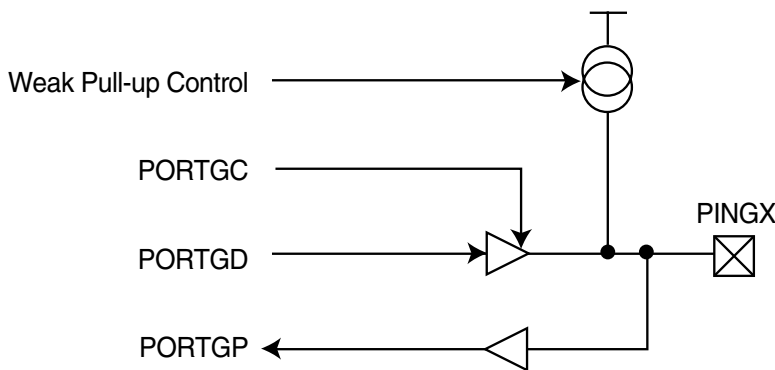 Weak Pull-up Control
PORTGC
PINGX
PORTGD
PORTGP